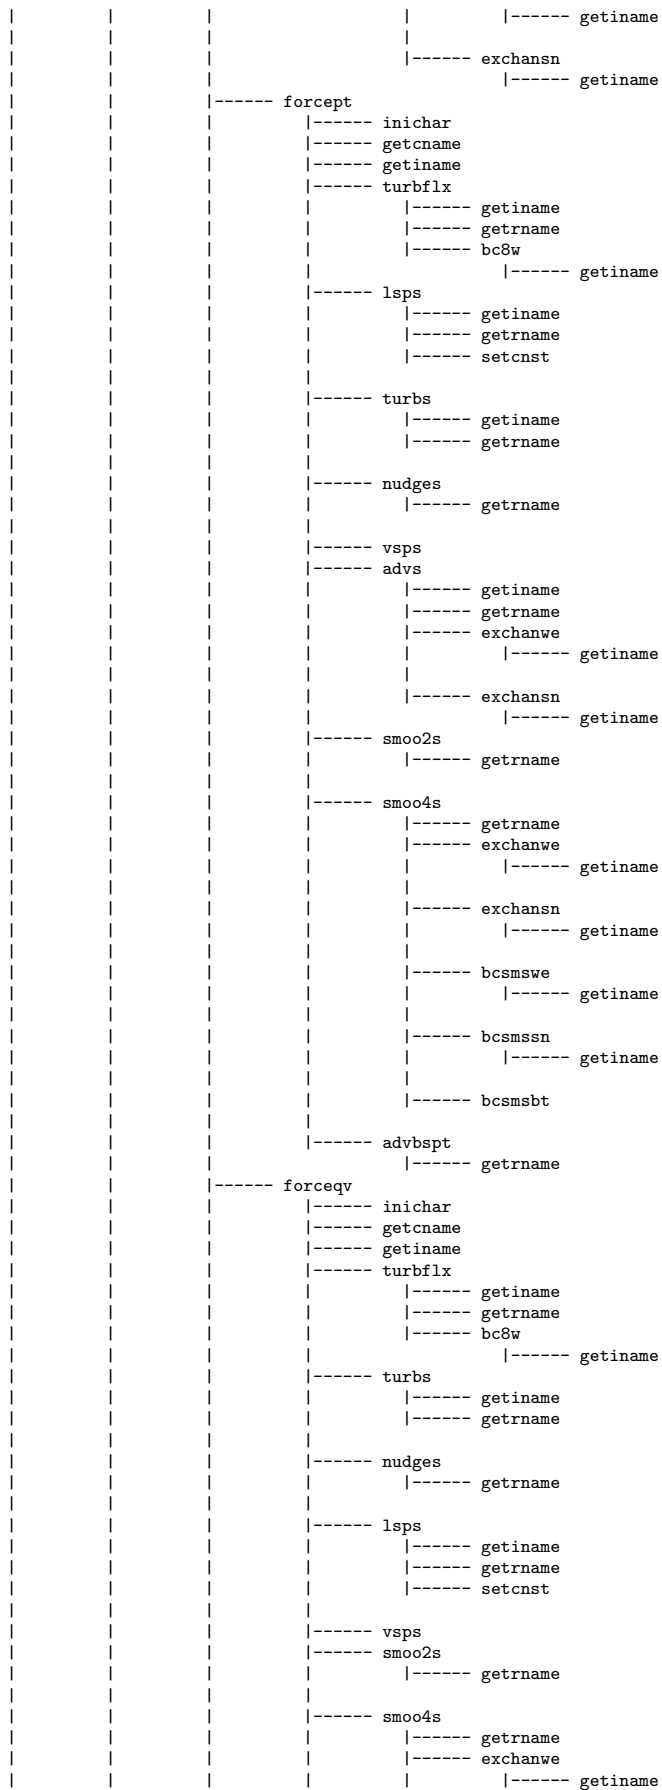 |          |          |                   |         |------ getiname
|          |          |                   |
|          |          |                   |------ exchansn
|          |          |                             |------ getiname
|          |          |------ forcept
|          |          |         |------ inichar
|          |          |         |------ getcname
|          |          |         |------ getiname
|          |          |         |------ turbflx
|          |          |         |         |------ getiname
|          |          |         |         |------ getrname
|          |          |         |         |------ bc8w
|          |          |         |                   |------ getiname
|          |          |         |------ lsps
|          |          |         |         |------ getiname
|          |          |         |         |------ getrname
|          |          |         |         |------ setcnst
|          |          |         |
|          |          |         |------ turbs
|          |          |         |         |------ getiname
|          |          |         |         |------ getrname
|          |          |         |
|          |          |         |------ nudges
|          |          |         |         |------ getrname
|          |          |         |
|          |          |         |------ vsps
|          |          |         |------ advs
|          |          |         |         |------ getiname
|          |          |         |         |------ getrname
|          |          |         |         |------ exchanwe
|          |          |         |         |         |------ getiname
|          |          |         |         |
|          |          |         |         |------ exchansn
|          |          |         |                   |------ getiname
|          |          |         |------ smoo2s
|          |          |         |         |------ getrname
|          |          |         |
|          |          |         |------ smoo4s
|          |          |         |         |------ getrname
|          |          |         |         |------ exchanwe
|          |          |         |         |         |------ getiname
|          |          |         |         |
|          |          |         |         |------ exchansn
|          |          |         |         |         |------ getiname
|          |          |         |         |
|          |          |         |         |------ bcsmswe
|          |          |         |         |         |------ getiname
|          |          |         |         |
|          |          |         |         |------ bcsmssn
|          |          |         |         |         |------ getiname
|          |          |         |         |
|          |          |         |         |------ bcsmsbt
|          |          |         |
|          |          |         |------ advbspt
|          |          |                   |------ getrname
|          |          |------ forceqv
|          |          |         |------ inichar
|          |          |         |------ getcname
|          |          |         |------ getiname
|          |          |         |------ turbflx
|          |          |         |         |------ getiname
|          |          |         |         |------ getrname
|          |          |         |         |------ bc8w
|          |          |         |                   |------ getiname
|          |          |         |------ turbs
|          |          |         |         |------ getiname
|          |          |         |         |------ getrname
|          |          |         |
|          |          |         |------ nudges
|          |          |         |         |------ getrname
|          |          |         |
|          |          |         |------ lsps
|          |          |         |         |------ getiname
|          |          |         |         |------ getrname
|          |          |         |         |------ setcnst
|          |          |         |
|          |          |         |------ vsps
|          |          |         |------ smoo2s
|          |          |         |         |------ getrname
|          |          |         |
|          |          |         |------ smoo4s
|          |          |         |         |------ getrname
|          |          |         |         |------ exchanwe
|          |          |         |         |         |------ getiname